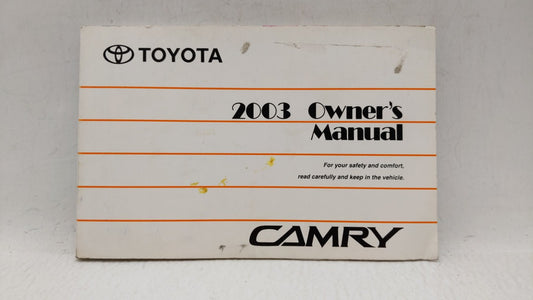 TOYOTA
2003 Owner's
Manual
For your safety and comfort,
read carefully and keep in the vehicle.
CAMRY